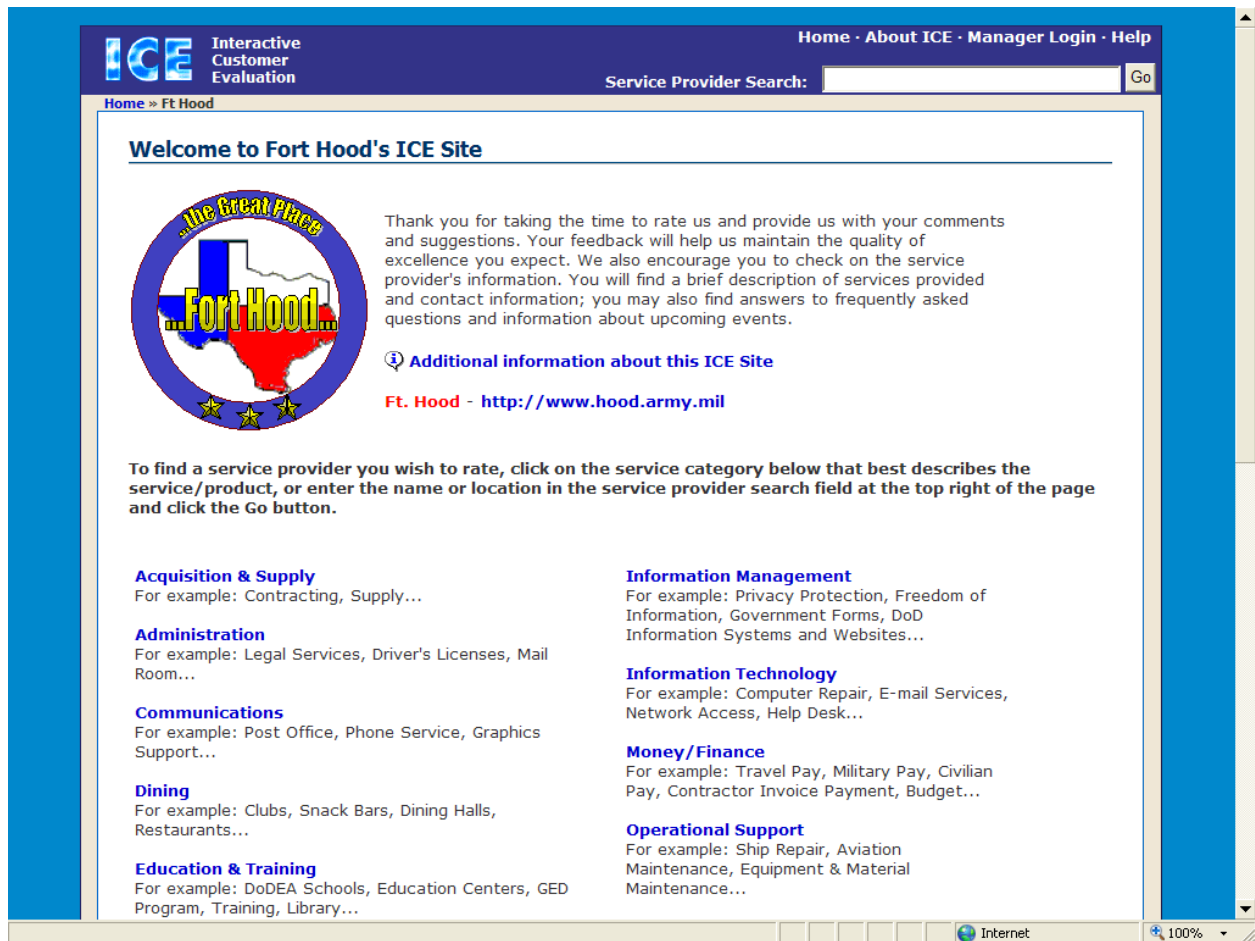 ICE
Interactive
Customer
Evaluation
Home · About ICE · Manager Login · Help
Service Provider Search:
Go
Home » Ft Hood
Welcome to Fort Hood's ICE Site
...the Great Place
...Fort Hood...
Thank you for taking the time to rate us and provide us with your comments
and suggestions. Your feedback will help us maintain the quality of
excellence you expect. We also encourage you to check on the service
provider's information. You will find a brief description of services provided
and contact information; you may also find answers to frequently asked
questions and information about upcoming events.
Additional information about this ICE Site
Ft. Hood - http://www.hood.army.mil
To find a service provider you wish to rate, click on the service category below that best describes the
service/product, or enter the name or location in the service provider search field at the top right of the page
and click the Go button.
Acquisition & Supply
For example: Contracting, Supply...
Administration
For example: Legal Services, Driver's Licenses, Mail
Room...
Communications
For example: Post Office, Phone Service, Graphics
Support...
Dining
For example: Clubs, Snack Bars, Dining Halls,
Restaurants...
Education & Training
For example: DoDEA Schools, Education Centers, GED
Program, Training, Library...
Information Management
For example: Privacy Protection, Freedom of
Information, Government Forms, DoD
Information Systems and Websites...
Information Technology
For example: Computer Repair, E-mail Services,
Network Access, Help Desk...
Money/Finance
For example: Travel Pay, Military Pay, Civilian
Pay, Contractor Invoice Payment, Budget...
Operational Support
For example: Ship Repair, Aviation
Maintenance, Equipment & Material
Maintenance...
Internet
100%